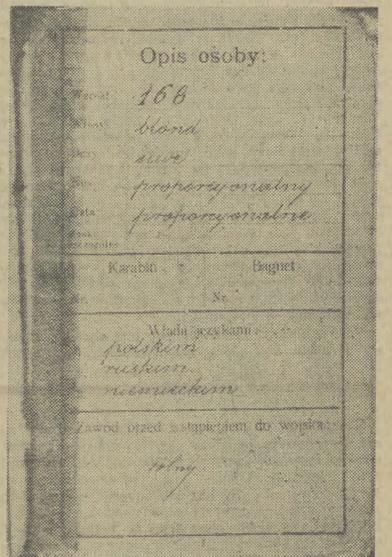 Opis osoby:
Wzrost 168
Włosy blond
Oczy siwe
Nos proporcjonalny
Usta proporcjonalne
Karabin Bagnet
Nr. Nr.
Włada językami:
polskim
ruskim
niemieckim
Zawód przed wstąpieniem do wojska:
rolny